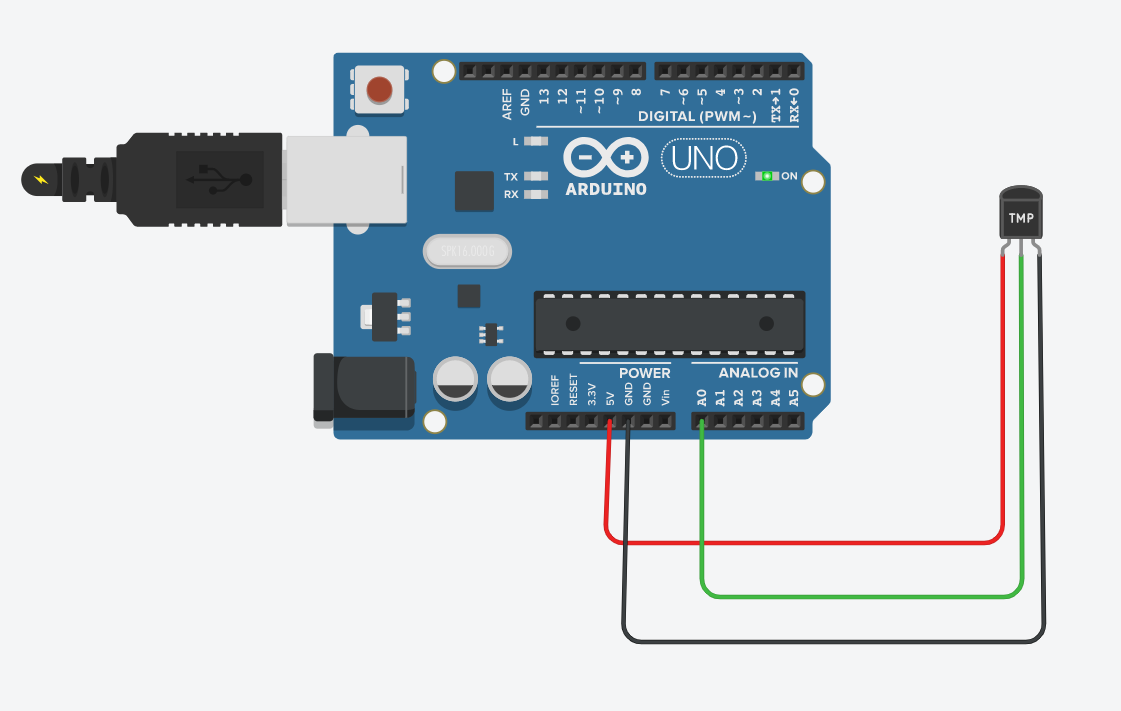 AREF
GND
13
12
~11
~10
~9
8
7
~6
~5
4
~3
2
TX→1
RX←0
DIGITAL (PWM~)
L
TX
RX
ARDUINO
UNO
ON
TMP
SPK16.000G
POWER
ANALOG IN
IOREF
RESET
3.3V
5V
GND
GND
Vin
A0
A1
A2
A3
A4
A5